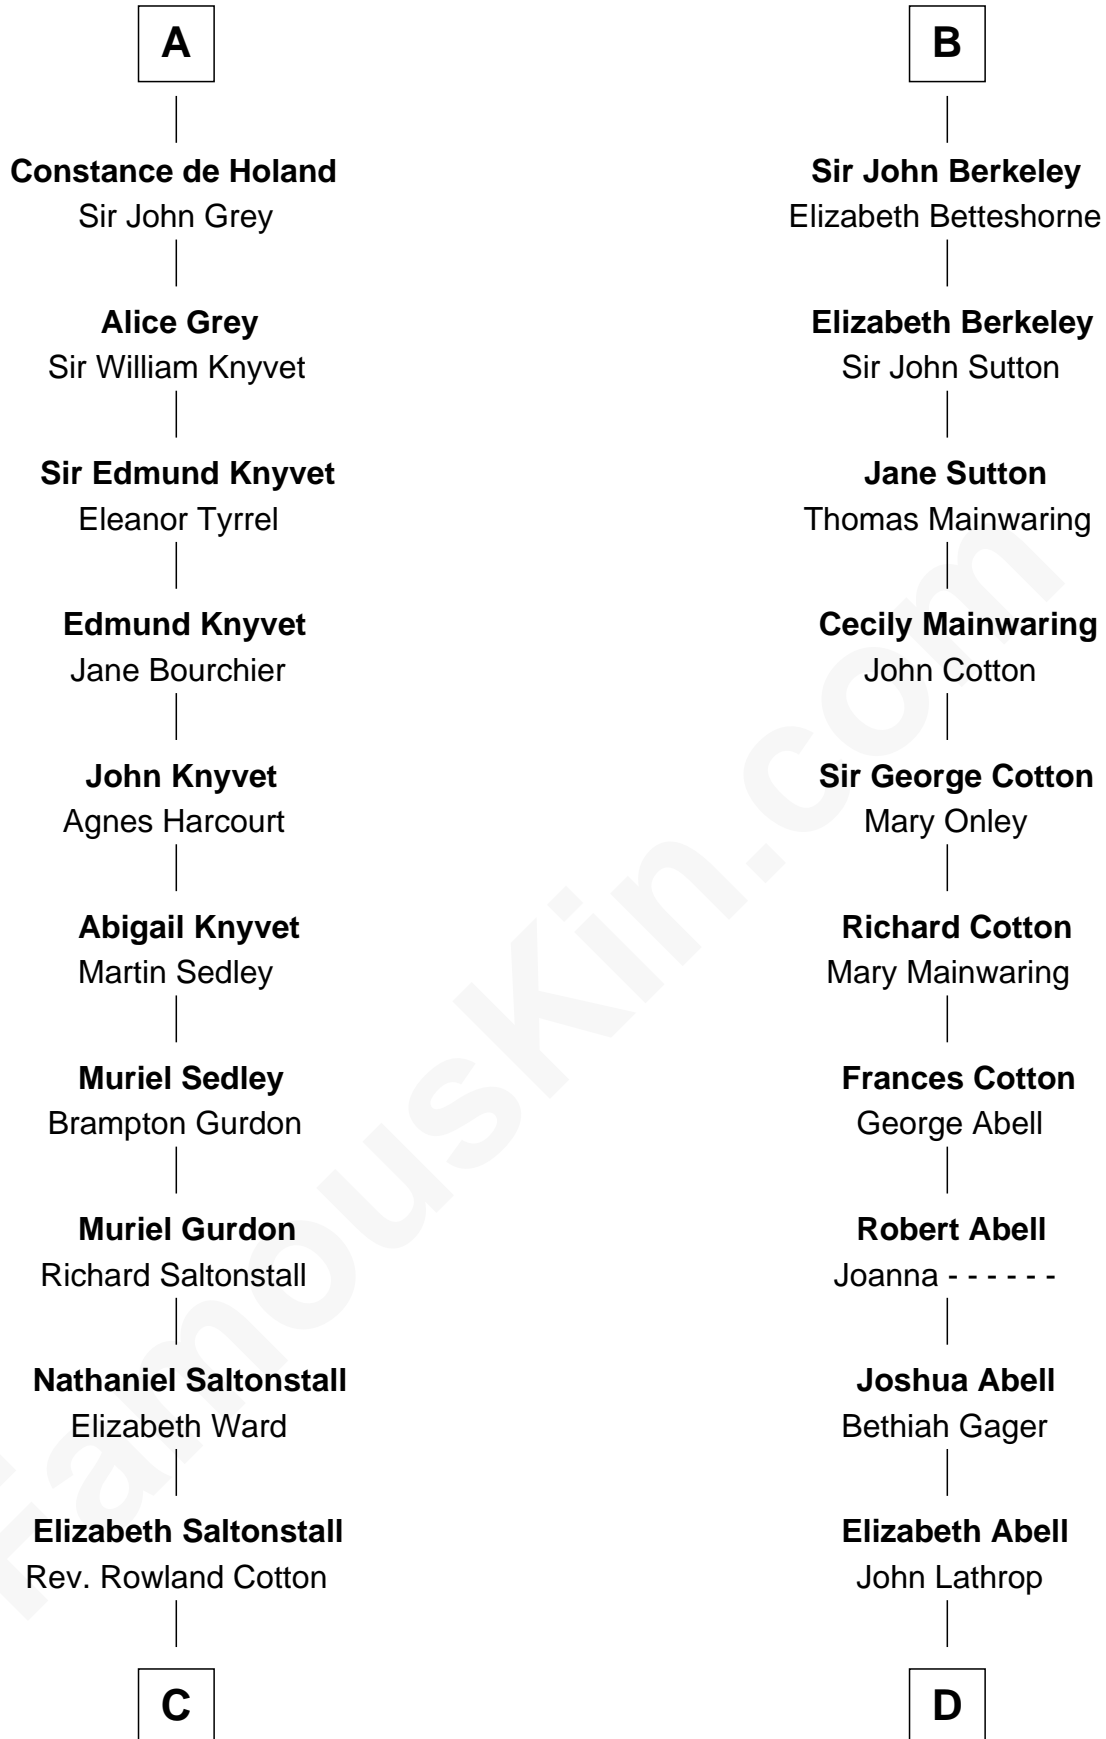 A
Constance de Holand
Sir John Grey
Alice Grey
Sir William Knyvet
Sir Edmund Knyvet
Eleanor Tyrrel
Edmund Knyvet
Jane Bourchier
John Knyvet
Agnes Harcourt
Abigail Knyvet
Martin Sedley
Muriel Sedley
Brampton Gurdon
Muriel Gurdon
Richard Saltonstall
Nathaniel Saltonstall
Elizabeth Ward
Elizabeth Saltonstall
Rev. Rowland Cotton
C
B
Sir John Berkeley
Elizabeth Betteshorne
Elizabeth Berkeley
Sir John Sutton
Jane Sutton
Thomas Mainwaring
Cecily Mainwaring
John Cotton
Sir George Cotton
Mary Onley
Richard Cotton
Mary Mainwaring
Frances Cotton
George Abell
Robert Abell
Joanna - - - - - -
Joshua Abell
Bethiah Gager
Elizabeth Abell
John Lathrop
D
FamousKin.com